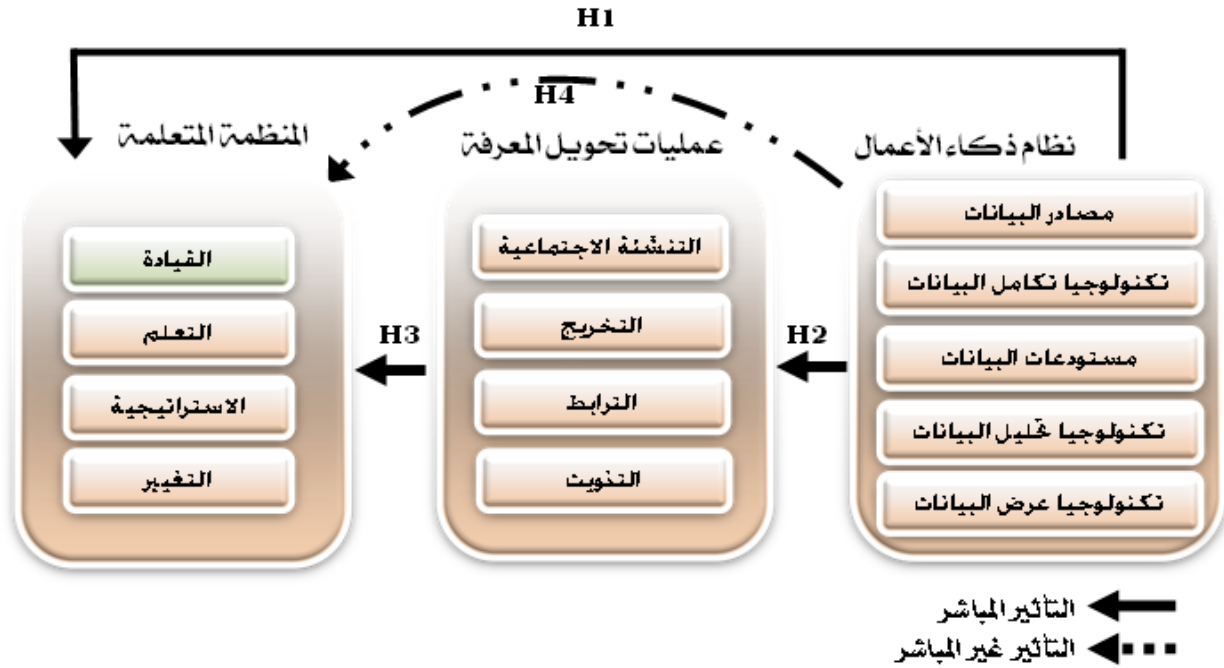 H1
H4
نظام ذكاء الأعمال
عمليات تحويل المعرفة
المنظمة المتعلمة
مصادر البيانات
تكنولوجيا تكامل البيانات
مستودعات البيانات
تكنولوجيا تحليل البيانات
تكنولوجيا عرض البيانات
H2
التنشئة الاجتماعية
التخريج
الترابط
التذويت
H3
القيادة
التعلم
الاستراتيجية
التغيير
التأثير المباشر
التأثير غير المباشر